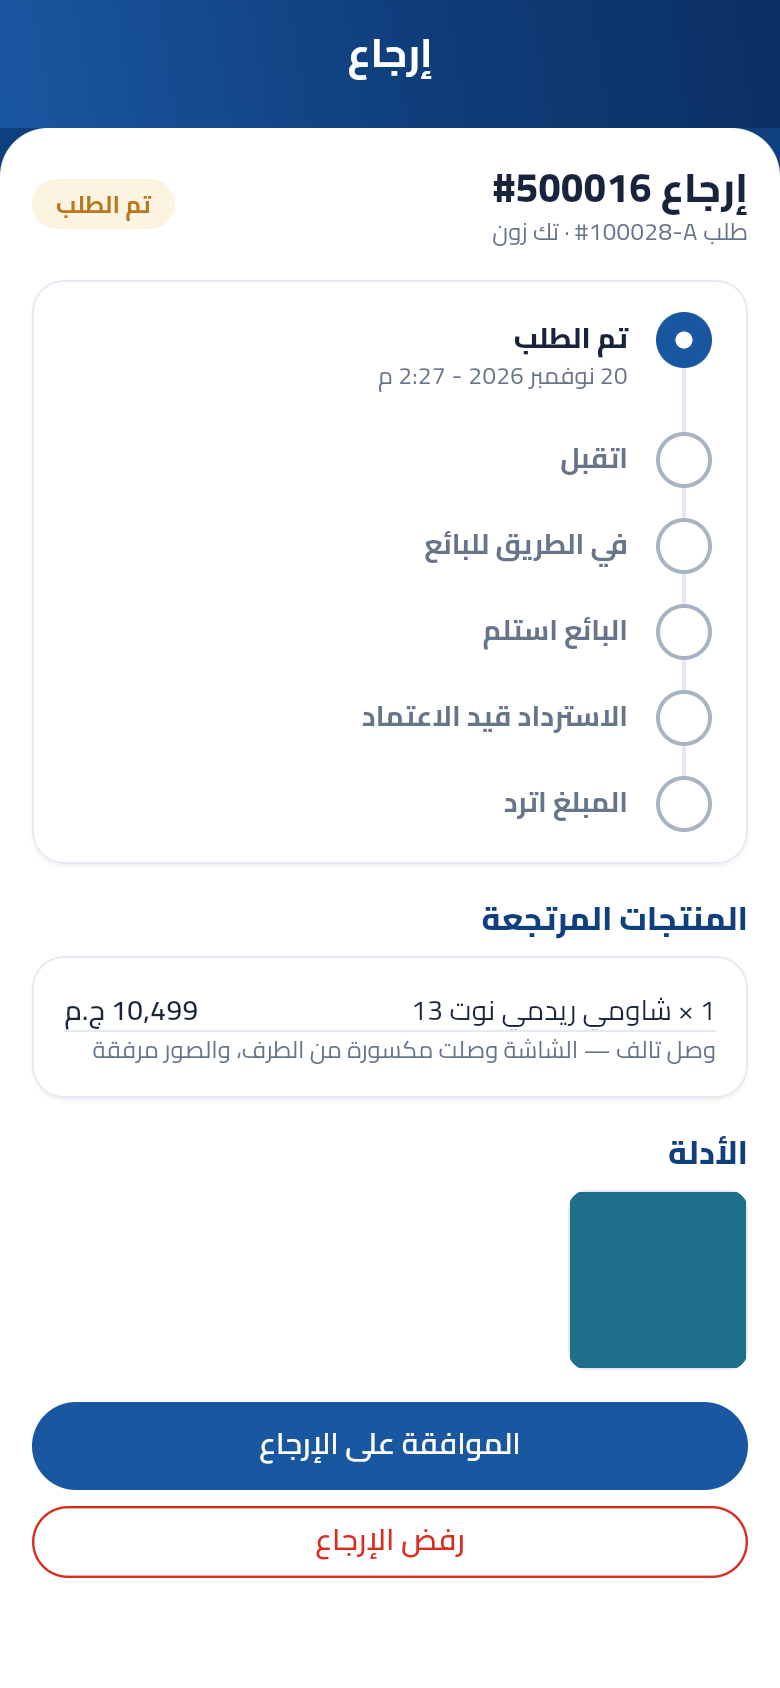 إرجاع
إرجاع 500016#
تم الطلب
طلب 100028-A# · تك زون
تم الطلب
20 نوفمبر 2026 - 2:27 م
اتقبل
في الطريق للبائع
البائع استلم
الاسترداد قيد الاعتماد
المبلغ اترد
المنتجات المرتجعة
1 × شاومي ريدمي نوت 13
10,499 ج.م
وصل تالف — الشاشة وصلت مكسورة من الطرف، والصور مرفقة
الأدلة
الموافقة على الإرجاع
رفض الإرجاع